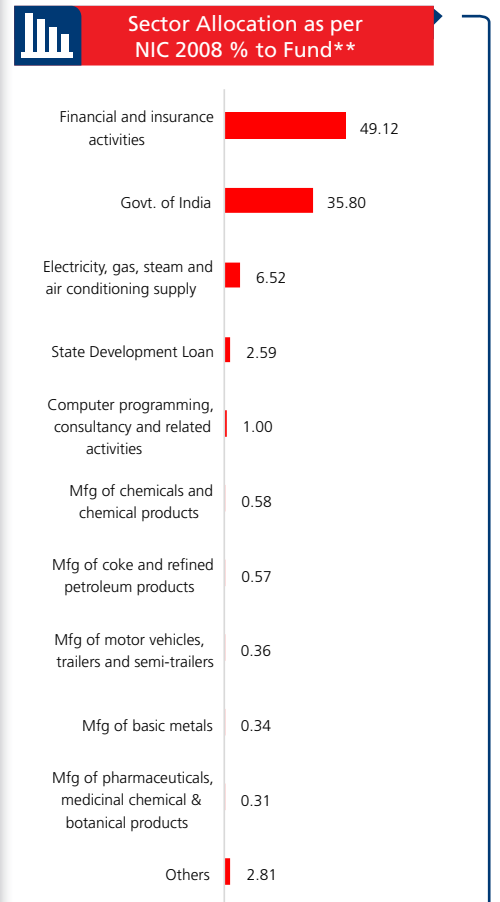 Sector Allocation as per
NIC 2008 % to Fund**
Financial and insurance
activities
49.12
Govt. of India
35.80
Electricity, gas, steam and
air conditioning supply
6.52
State Development Loan
2.59
Computer programming,
consultancy and related
activities
1.00
Mfg of chemicals and
chemical products
0.58
Mfg of coke and refined
petroleum products
0.57
Mfg of motor vehicles,
trailers and semi-trailers
0.36
Mfg of basic metals
0.34
Mfg of pharmaceuticals,
medicinal chemical &
botanical products
0.31
Others
2.81